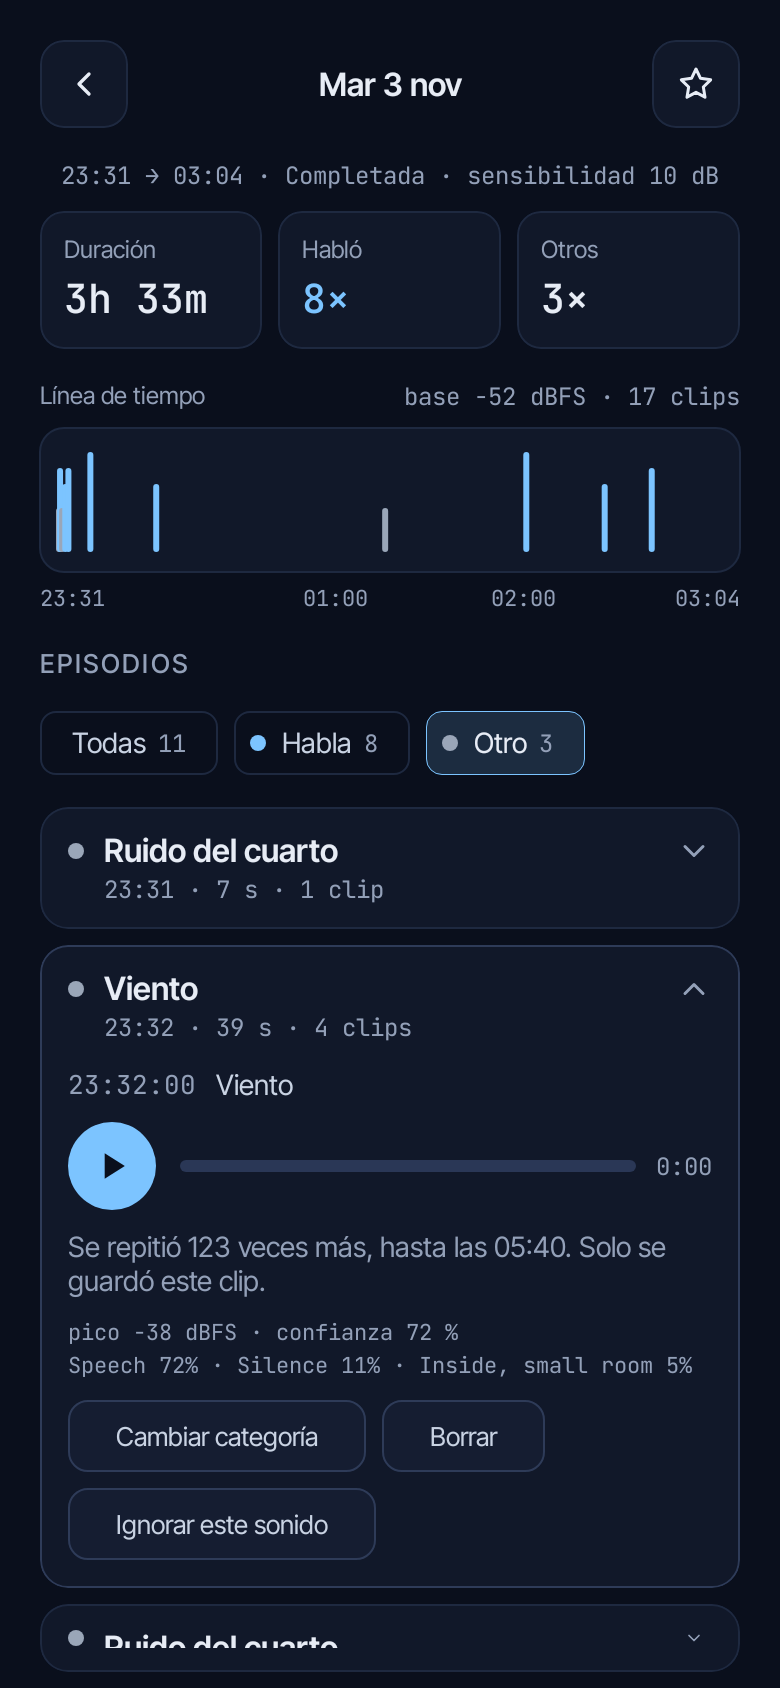 Mar 3 nov
23:31 → 03:04 · Completada · sensibilidad 10 dB
Duración
3h 33m
Habló
8×
Otros
3×
Línea de tiempo
base -52 dBFS · 17 clips
23:31
01:00
02:00
03:04
EPISODIOS
Todas 11
Habla 8
Otro 3
Ruido del cuarto
23:31 · 7 s · 1 clip
Viento
23:32 · 39 s · 4 clips
23:32:00 Viento
0:00
Se repitió 123 veces más, hasta las 05:40. Solo se
guardó este clip.
pico -38 dBFS · confianza 72 %
Speech 72% · Silence 11% · Inside, small room 5%
Cambiar categoría
Borrar
Ignorar este sonido
Ruido del cuarto